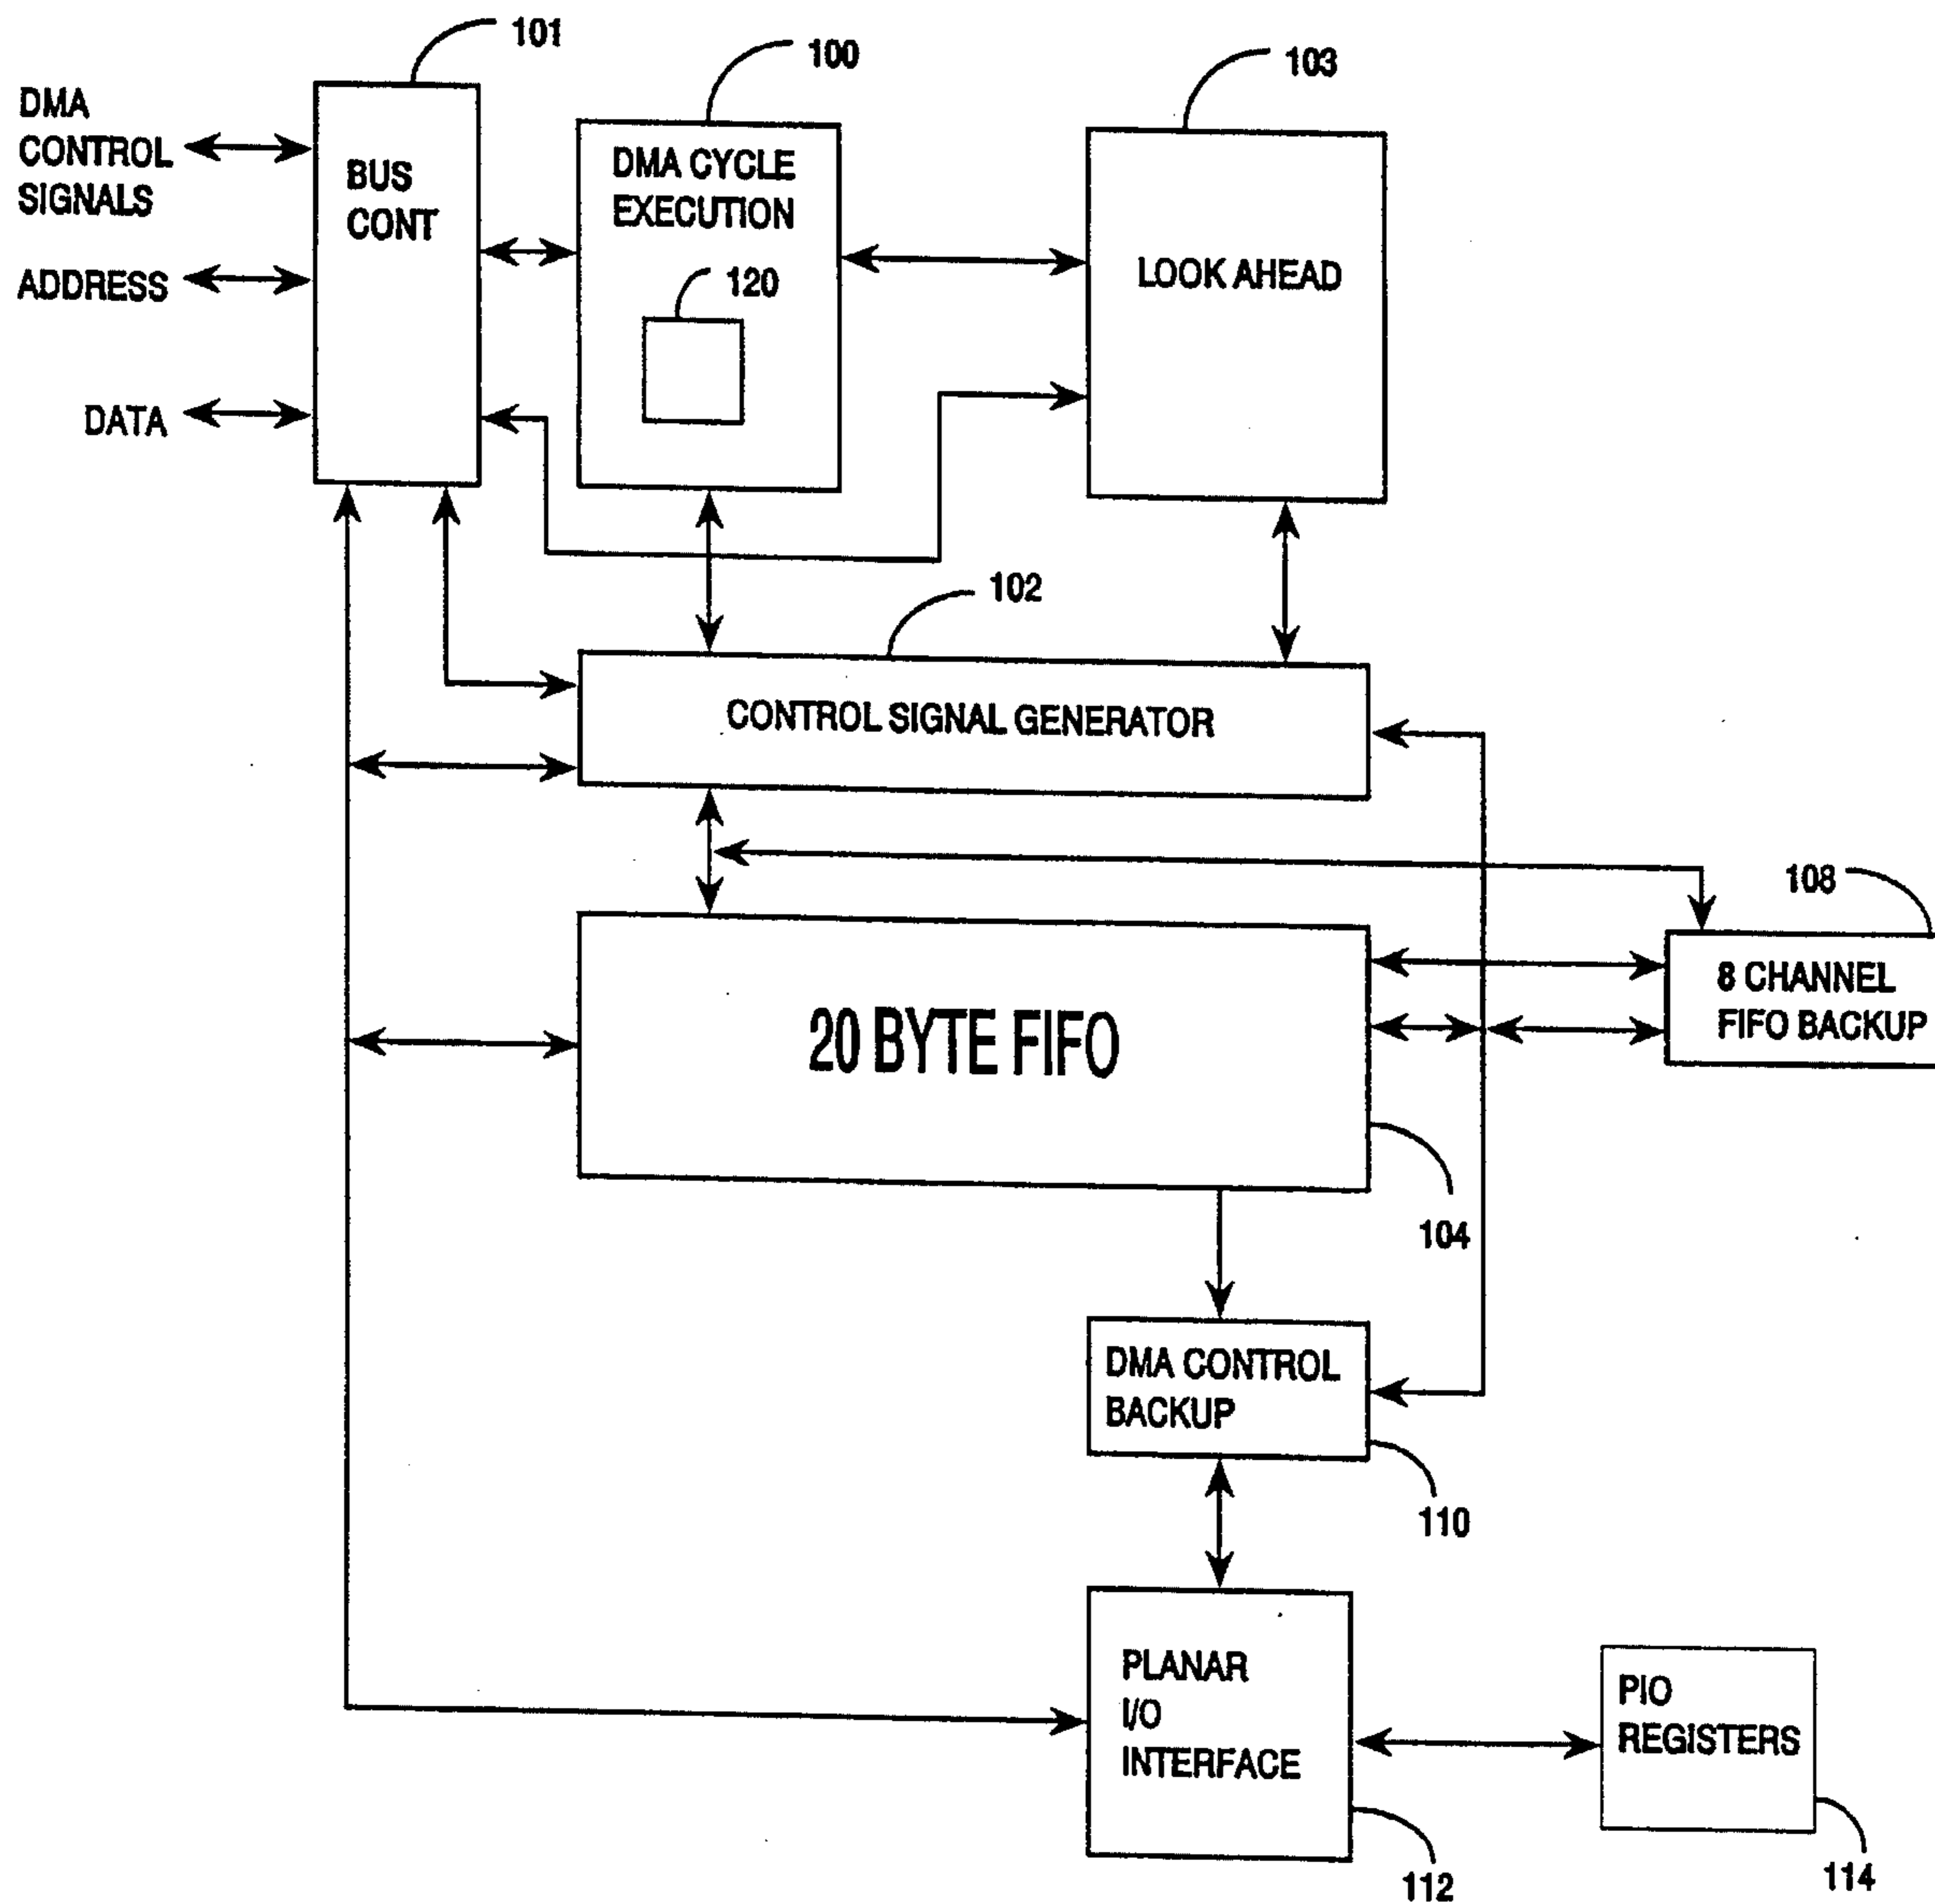 101
100
103
DMA
CONTROL
SIGNALS
ADDRESS
DATA
BUS
CONT
DMA CYCLE
EXECUTION
120
LOOK AHEAD
102
CONTROL SIGNAL GENERATOR
108
8 CHANNEL
FIFO BACKUP
20 BYTE FIFO
104
DMA CONTROL
BACKUP
110
PLANAR
I/O
INTERFACE
112
PIO
REGISTERS
114